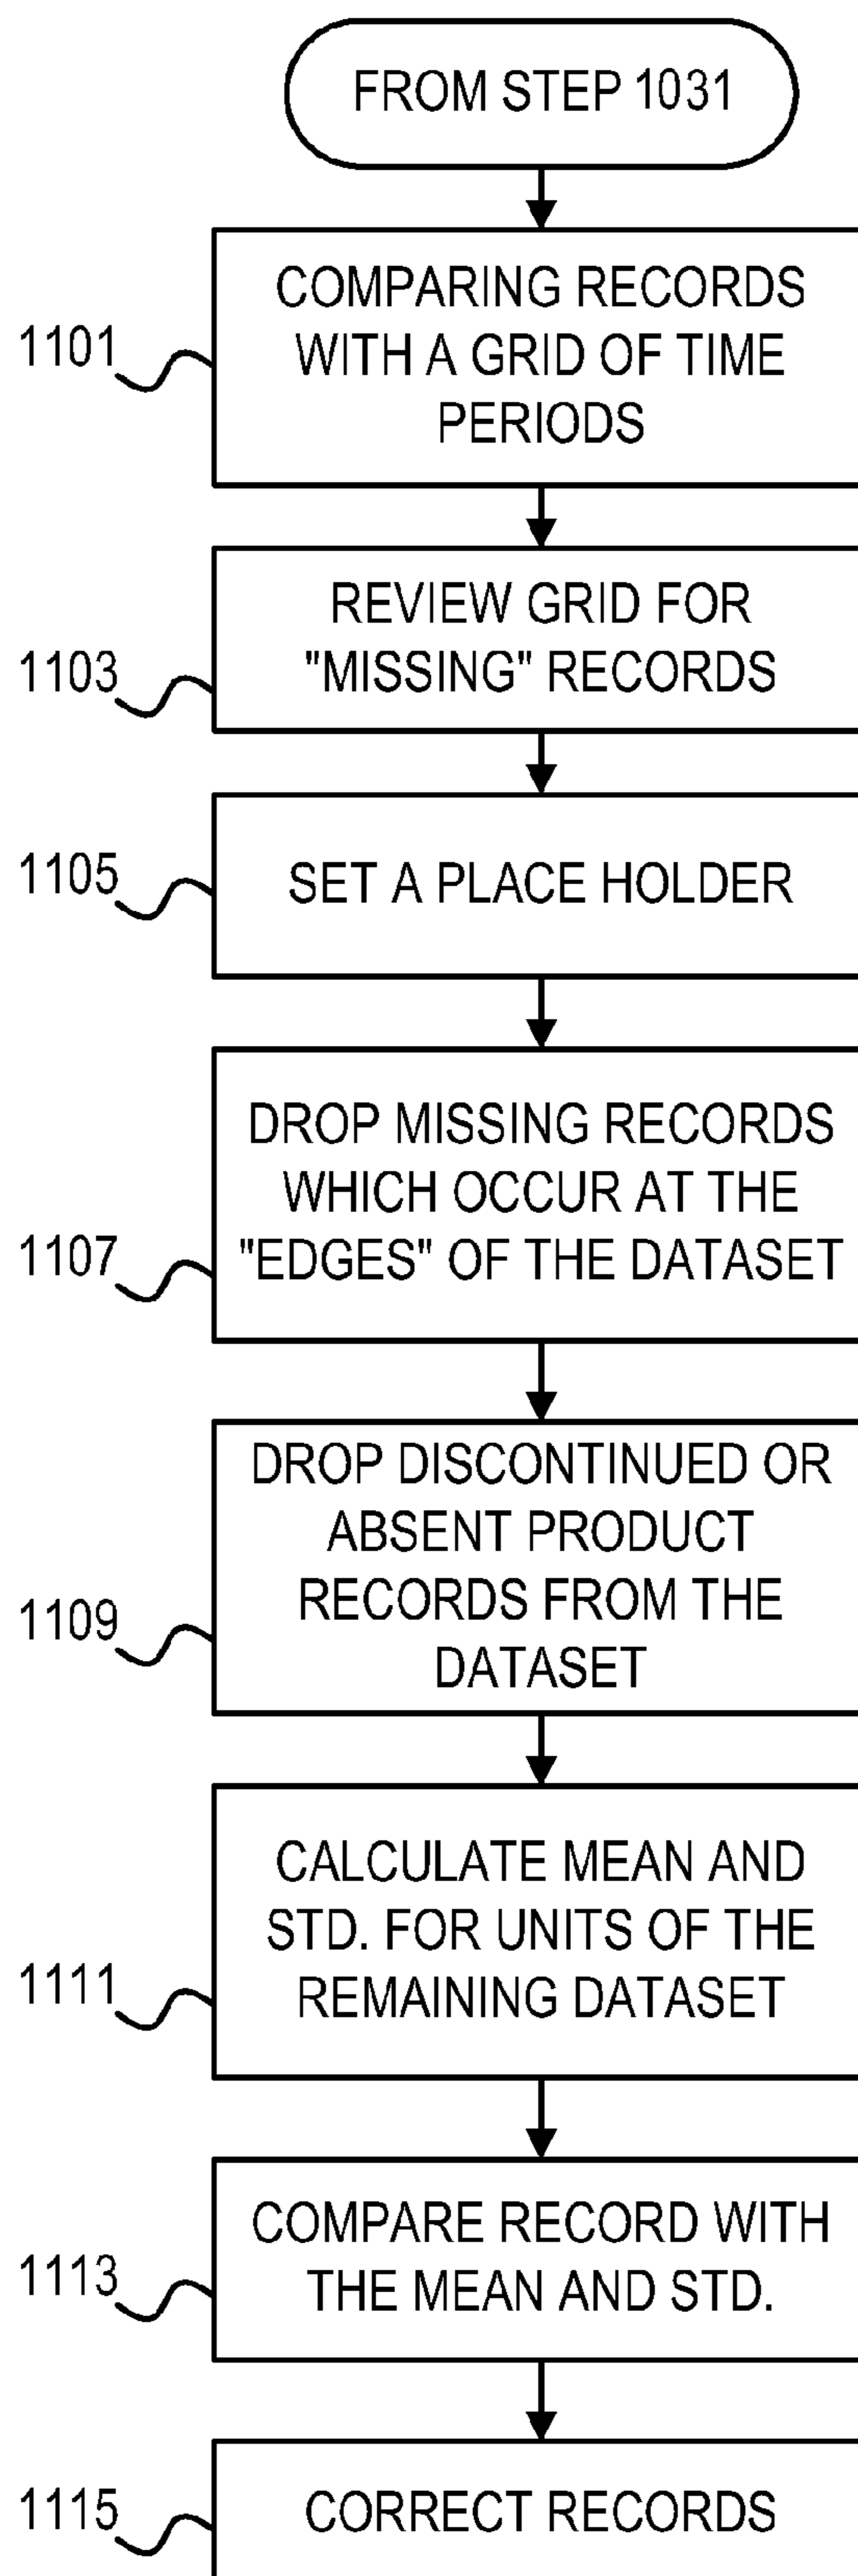 FROM STEP 1031
COMPARING RECORDS
WITH A GRID OF TIME
PERIODS
1101
REVIEW GRID FOR
"MISSING" RECORDS
1103
SET A PLACE HOLDER
1105
DROP MISSING RECORDS
WHICH OCCUR AT THE
"EDGES" OF THE DATASET
1107
DROP DISCONTINUED OR
ABSENT PRODUCT
RECORDS FROM THE
DATASET
1109
CALCULATE MEAN AND
STD. FOR UNITS OF THE
REMAINING DATASET
1111
COMPARE RECORD WITH
THE MEAN AND STD.
1113
CORRECT RECORDS
1115